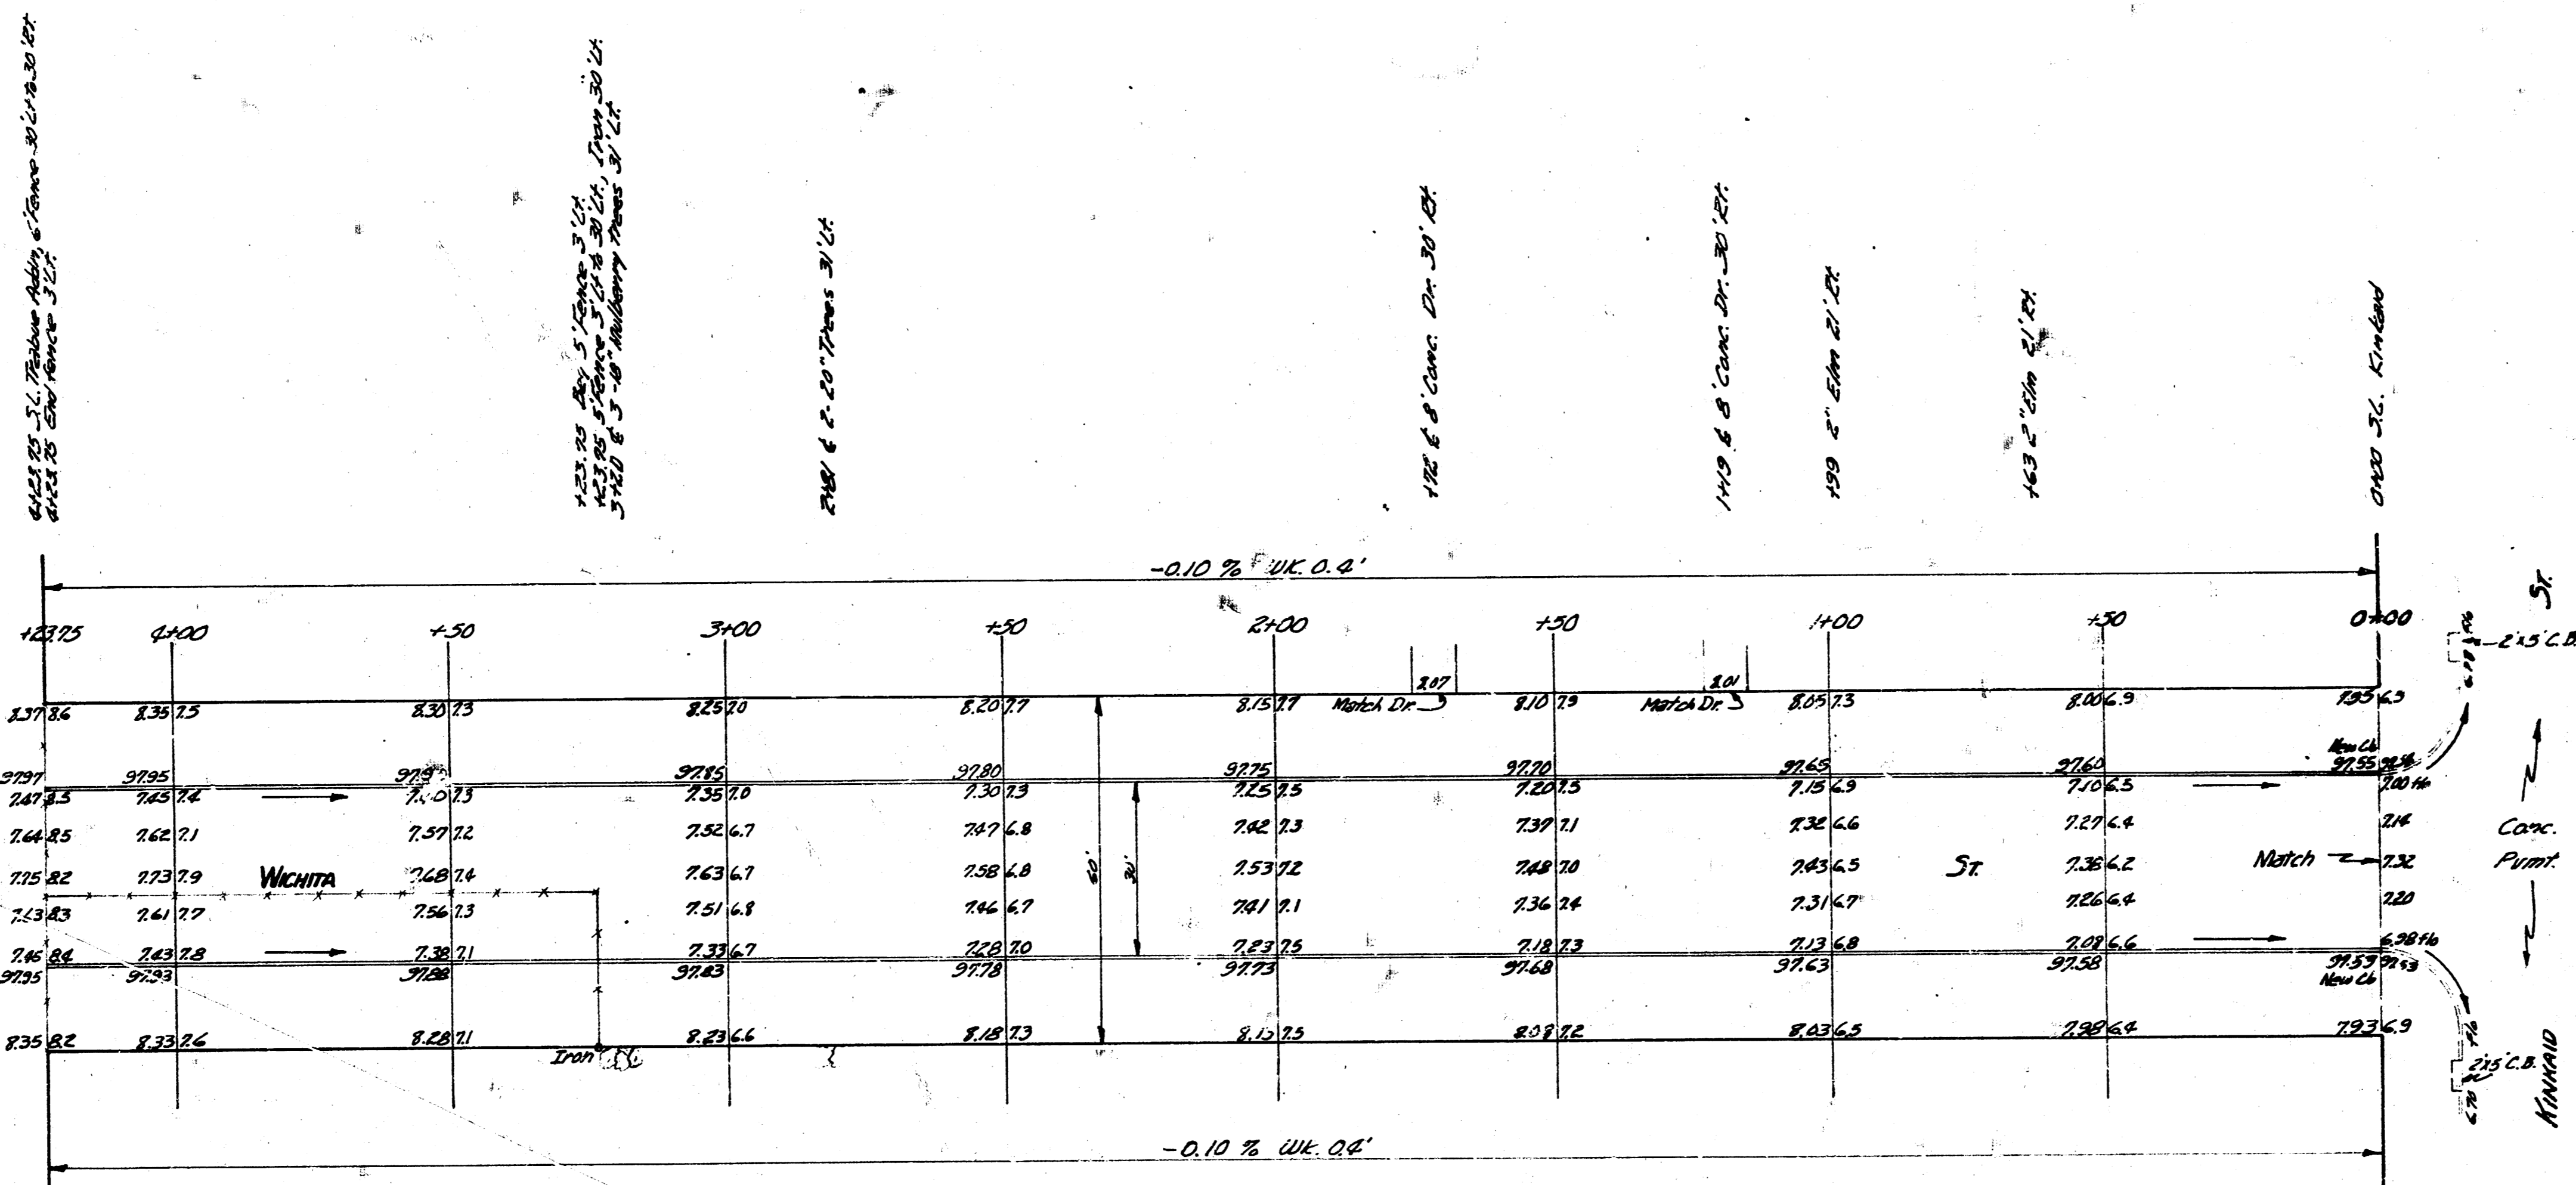 4+23.75 S.L. Trabue Addn, 6' Fence 30' Lt to 30' Rt.
4+23.75 End fence 3' Lt.
+23.75 Beg 5' Fence 3' Lt.
+23.75 5' Fence 3' Lt to 30' Lt., Iron 30' Lt.
3+20 ℄ 3-18" Mulberry Trees 31' Lt.
2+81 ℄ 2-20" Trees 31' Lt.
+72 ℄ 8' Conc. Dr. 30' Rt.
1+19 ℄ 8' Conc. Dr. 30' Rt.
+99 2" Elm 21' Rt.
+63 2" Elm 21' Rt.
0+00 S.L. Kinkaid
-0.10 % WK. 0.4'
+23.75 4+00 +50 3+00 +50 2+00 +50 1+00 +50 0+00
2'x5' C.B.
ST.
8.07 8.01
8.37 8.6 8.35 7.5 8.30 7.3 8.25 7.0 8.20 7.7 8.15 7.7 Match Dr. 8.10 7.9 Match Dr. 8.05 7.3 8.00 6.9 7.95 6.9
New Cb
97.97 97.95 97.85 97.80 97.75 97.70 97.65 97.60 97.55
7.47 8.5 7.45 7.4 7.40 7.3 7.35 7.0 7.30 7.3 7.25 7.5 7.20 7.5 7.15 6.9 7.10 6.5 7.00 flo
7.64 8.5 7.62 7.1 7.57 7.2 7.52 6.7 7.47 6.8 7.42 7.3 7.37 7.1 7.32 6.6 7.27 6.4 7.14
Conc.
Pvmt.
7.75 8.2 7.73 7.9 WICHITA 7.68 7.4 7.63 6.7 7.58 6.8 60' 30' 7.53 7.2 7.48 7.0 7.43 6.5 ST. 7.38 6.2 Match 7.32
7.63 8.3 7.61 7.7 7.56 7.3 7.51 6.8 7.46 6.7 7.41 7.1 7.36 7.4 7.31 6.7 7.26 6.4 7.20
7.45 8.4 7.43 7.8 7.38 7.1 7.33 6.7 7.28 7.0 7.23 7.5 7.18 7.3 7.13 6.8 7.08 6.6 6.98 flo
97.95 97.93 97.88 97.83 97.78 97.73 97.68 97.63 97.58 97.53 97.53
New Cb
8.35 8.2 8.33 7.6 8.28 7.1 8.23 6.6 8.18 7.3 8.13 7.5 8.08 7.2 8.03 6.5 7.98 6.4 7.93 6.9
Iron
2'x5' C.B.
6.70 flo
KINKAID
-0.10 % WK. 0.4'